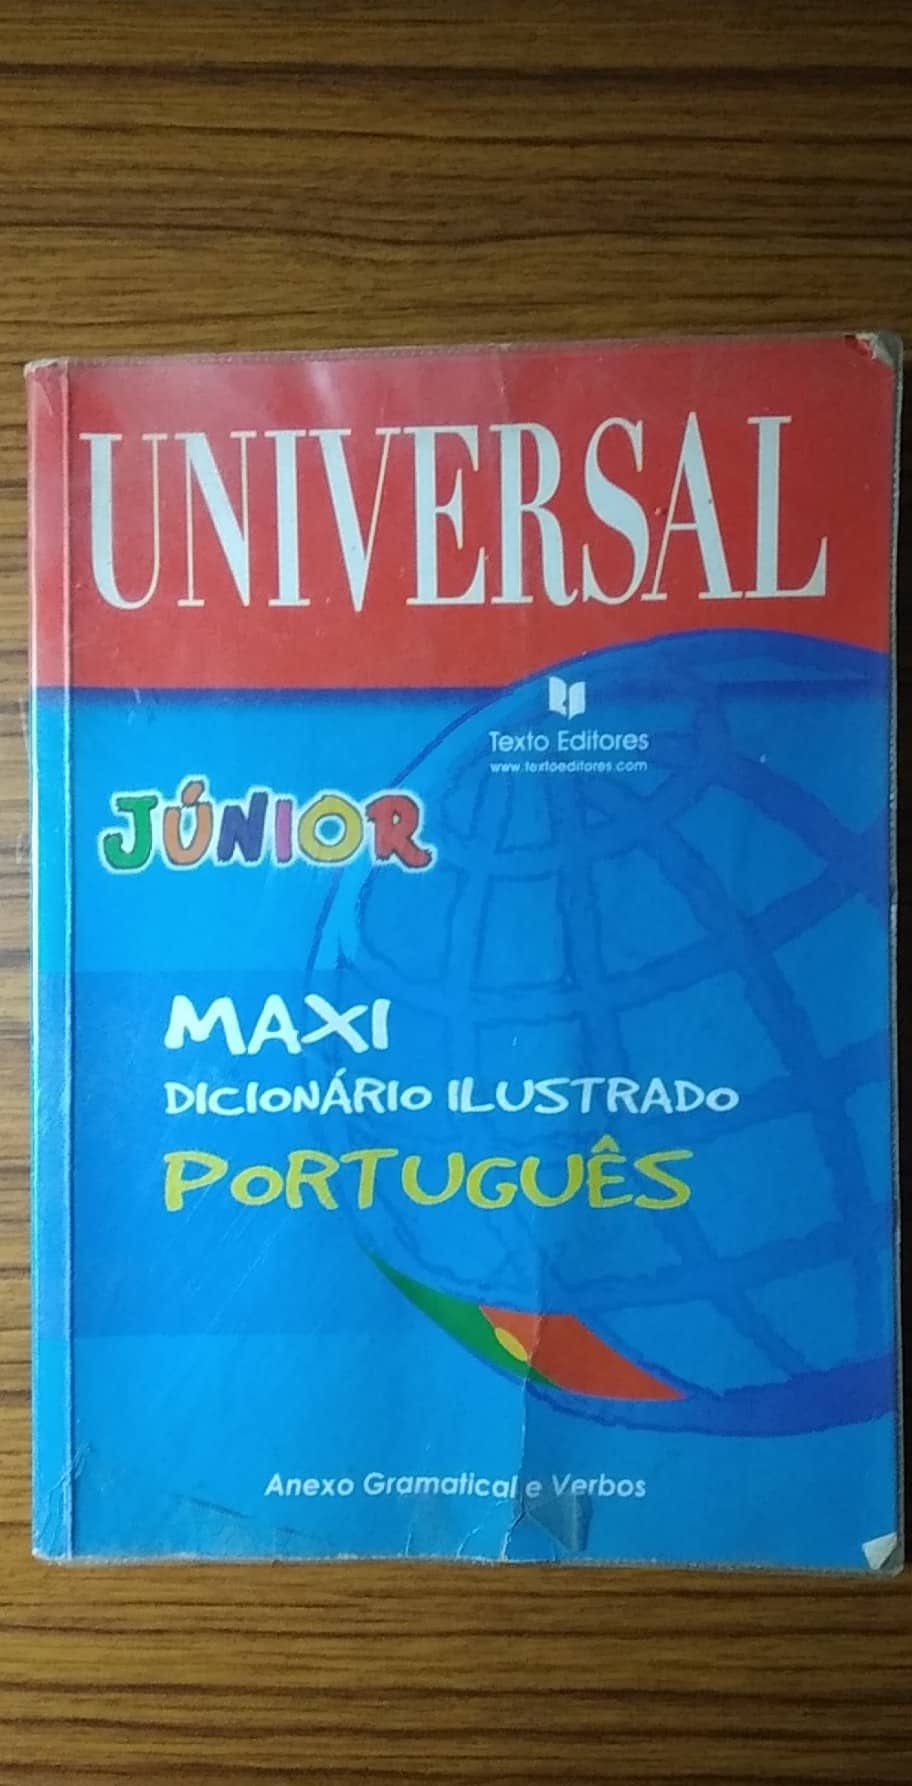 UNIVERSAL
Texto Editores
www.textoeditores.com
JÚNIOR
MAXI
DICIONÁRIO ILUSTRADO
PORTUGUÊS
Anexo Gramatical e Verbos